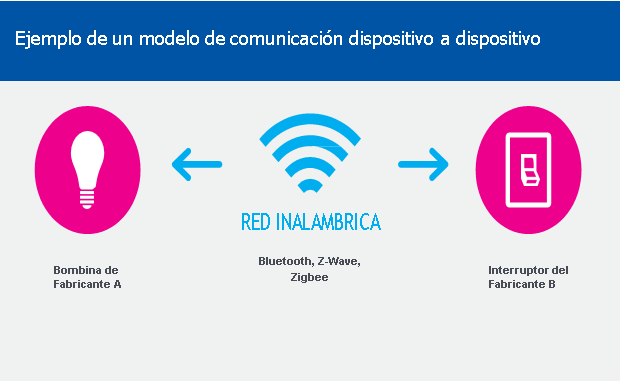 Ejemplo de un modelo de comunicación dispositivo a dispositivo
RED INALAMBRICA
Bluetooth, Z-Wave,
Zigbee
Bombina de
Fabricante A
Interruptor del
Fabricante B